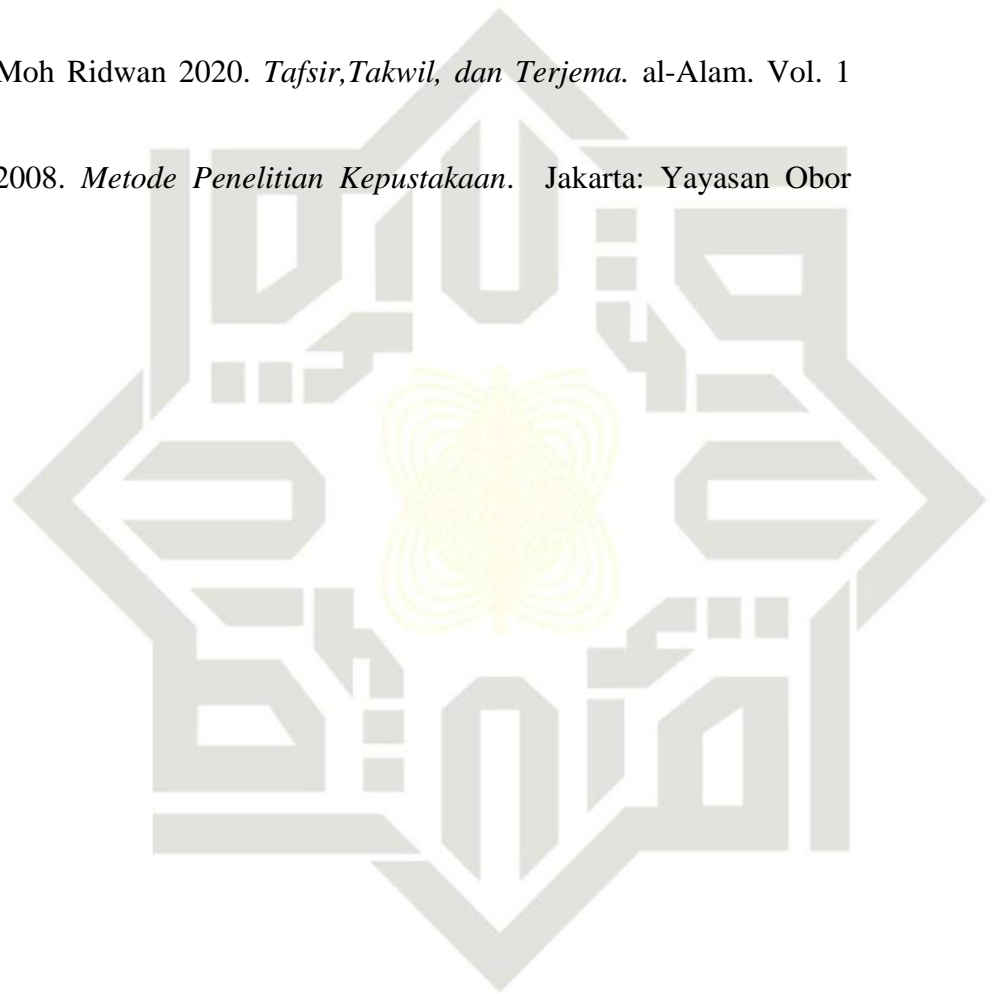 Moh Ridwan 2020. Tafsir,Takwil, dan Terjema. al-Alam. Vol. 1
2008. Metode Penelitian Kepustakaan. Jakarta: Yayasan Obor